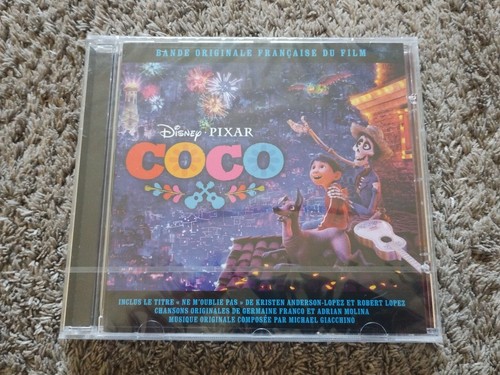 BANDE ORIGINALE FRANÇAISE DU FILM
DISNEY • PIXAR
COCO
INCLUS LE TITRE « NE M'OUBLIE PAS » DE KRISTEN ANDERSON-LOPEZ ET ROBERT LOPEZ
CHANSONS ORIGINALES DE GERMAINE FRANCO ET ADRIAN MOLINA
MUSIQUE ORIGINALE COMPOSÉE PAR MICHAEL GIACCHINO